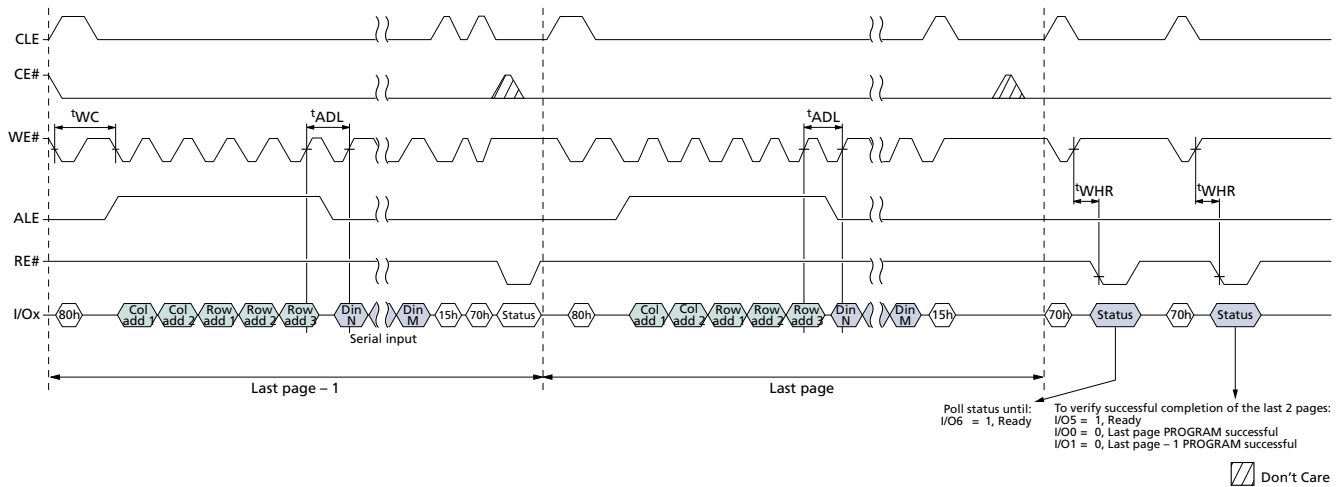 CLE
CE#
tWC
tADL
tADL
WE#
tWHR
tWHR
ALE
RE#
I/Ox
80h
Col add 1
Col add 2
Row add 1
Row add 2
Row add 3
Din N
Din M
15h
70h
Status
80h
Col add 1
Col add 2
Row add 1
Row add 2
Row add 3
Din N
Din M
15h
70h
Status
70h
Status
Serial input
Last page – 1
Last page
Poll status until:
I/O6 = 1, Ready
To verify successful completion of the last 2 pages:
I/O5 = 1, Ready
I/O0 = 0, Last page PROGRAM successful
I/O1 = 0, Last page – 1 PROGRAM successful
Don't Care